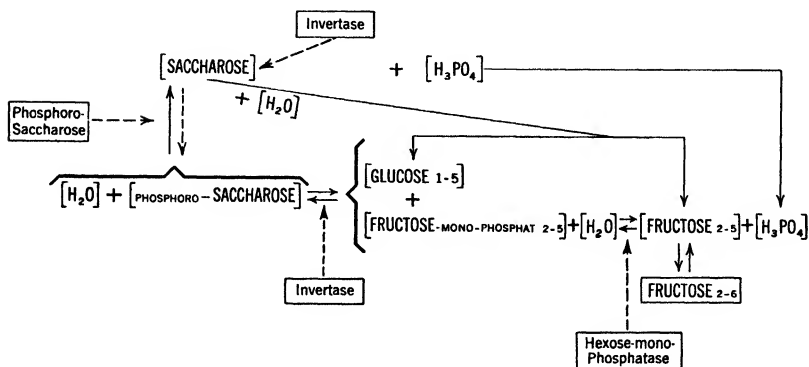 Invertase
[SACCHAROSE] + [H₃PO₄]
+ [H₂O]
Phosphoro-
Saccharose
[H₂O] + [PHOSPHORO – SACCHAROSE]
[GLUCOSE 1-5]
+
[FRUCTOSE-MONO-PHOSPHAT 2-5]+[H₂O] [FRUCTOSE 2-5]+[H₃PO₄]
Invertase
FRUCTOSE 2-6
Hexose-mono-
Phosphatase